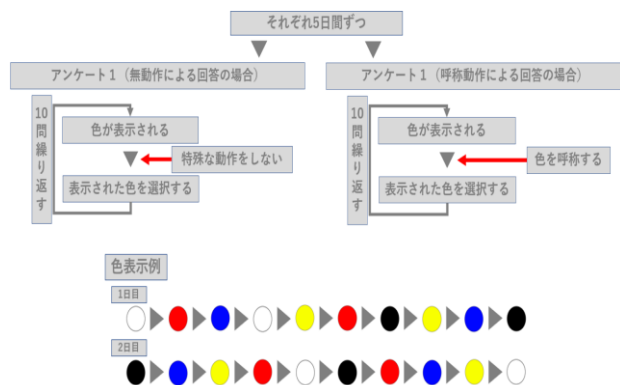 それぞれ5日間ずつ
アンケート１（無動作による回答の場合）
10問繰り返す
色が表示される
特殊な動作をしない
表示された色を選択する
アンケート１（呼称動作による回答の場合）
10問繰り返す
色が表示される
色を呼称する
表示された色を選択する
色表示例
1日目
2日目